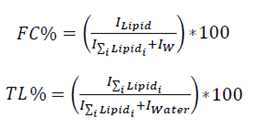 FC% = (I_Lipid / (I_{Σ_i Lipid_i} + I_W)) * 100
TL% = (I_{Σ_i Lipid_i} / (I_{Σ_i Lipid_i} + I_Water)) * 100